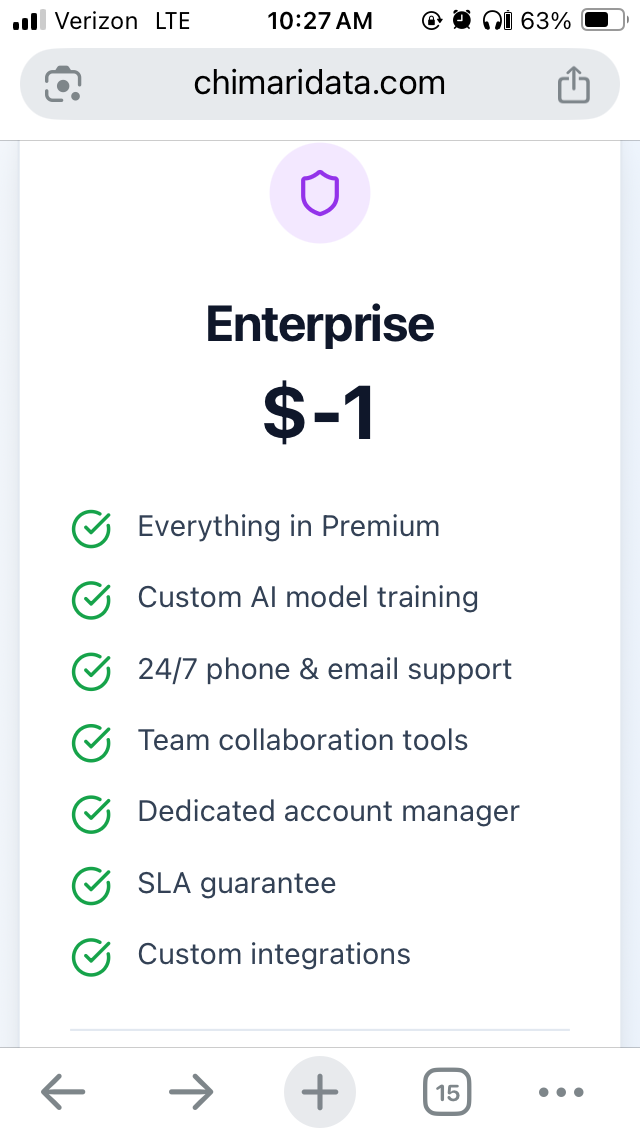 Verizon LTE 10:27 AM 63%
chimaridata.com
Enterprise
$-1
Everything in Premium
Custom AI model training
24/7 phone & email support
Team collaboration tools
Dedicated account manager
SLA guarantee
Custom integrations
15